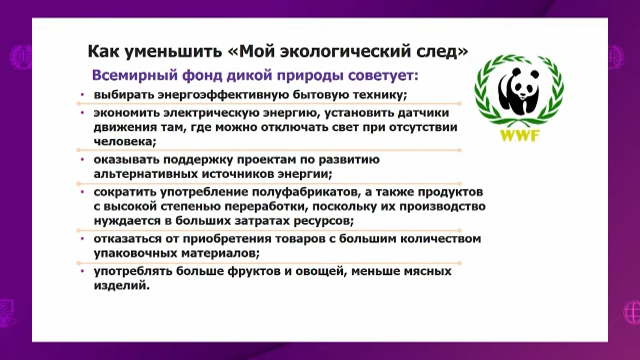 Как уменьшить «Мой экологический след»
Всемирный фонд дикой природы советует:
• выбирать энергоэффективную бытовую технику;
• экономить электрическую энергию, установить датчики
движения там, где можно отключать свет при отсутствии
человека;
• оказывать поддержку проектам по развитию
альтернативных источников энергии;
• сократить употребление полуфабрикатов, а также продуктов
с высокой степенью переработки, поскольку их производство
нуждается в больших затратах ресурсов;
• отказаться от приобретения товаров с большим количеством
упаковочных материалов;
• употреблять больше фруктов и овощей, меньше мясных
изделий.
WWF